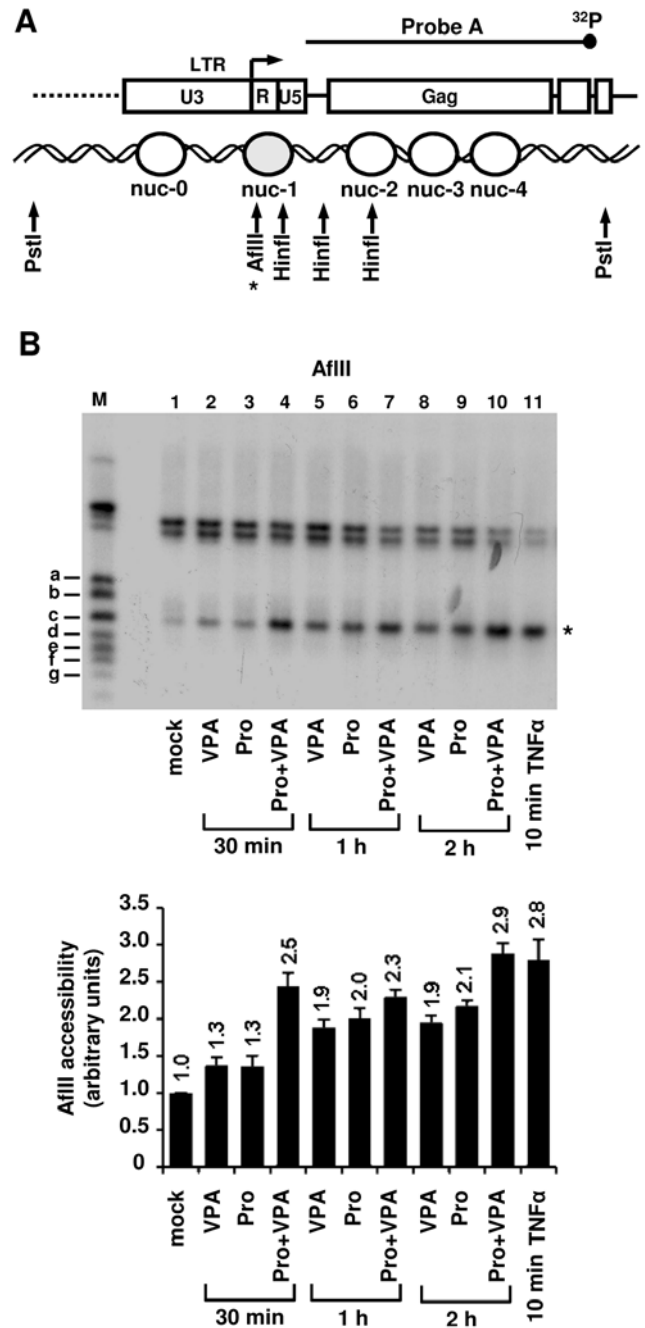 A
Probe A
32P
LTR
U3
R
U5
Gag
nuc-0
nuc-1
nuc-2
nuc-3
nuc-4
PstI
* AflIII
HinfI
HinfI
HinfI
PstI
B
AflIII
M 1 2 3 4 5 6 7 8 9 10 11
a
b
c
d
e
f
g
*
mock
VPA
Pro
Pro+VPA
VPA
Pro
Pro+VPA
VPA
Pro
Pro+VPA
10 min TNFα
30 min
1 h
2 h
AflII accessibility
(arbitrary units)
3.5
3.0
2.5
2.0
1.5
1.0
0.5
0
1.0
1.3
1.3
2.5
1.9
2.0
2.3
1.9
2.1
2.9
2.8
mock
VPA
Pro
Pro+VPA
VPA
Pro
Pro+VPA
VPA
Pro
Pro+VPA
10 min TNFα
30 min
1 h
2 h